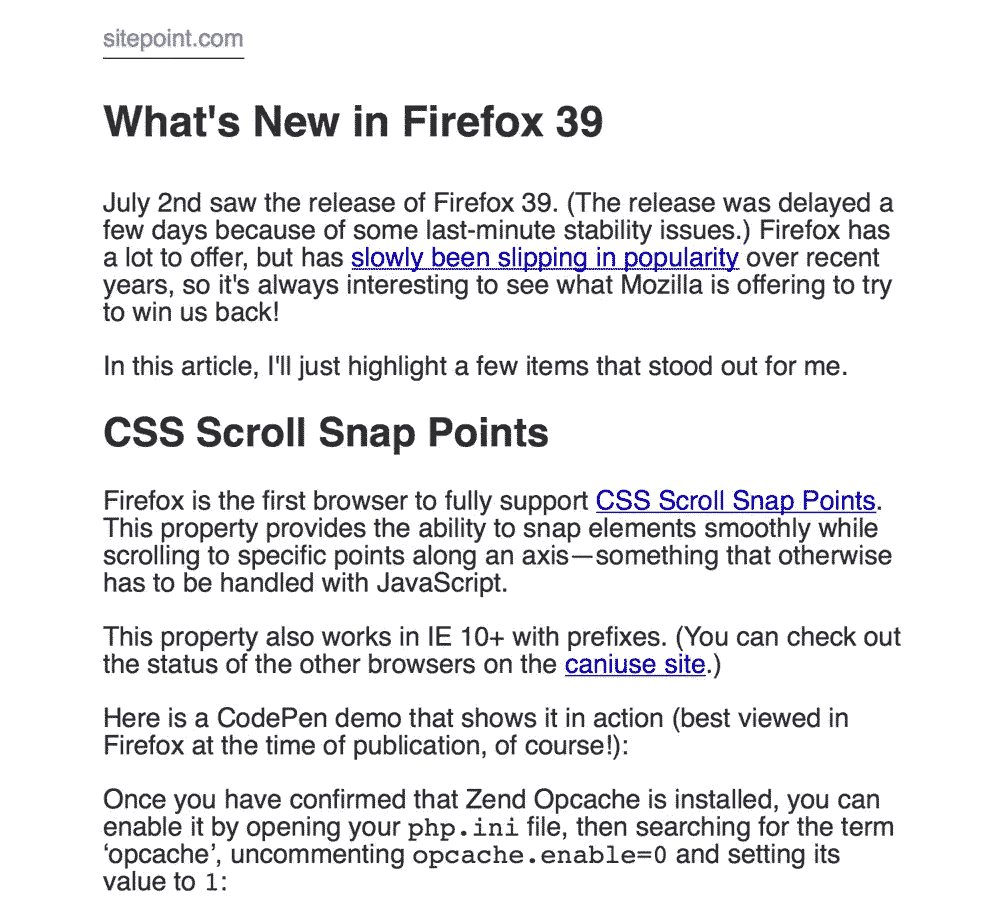 sitepoint.com
What's New in Firefox 39
July 2nd saw the release of Firefox 39. (The release was delayed a
few days because of some last-minute stability issues.) Firefox has
a lot to offer, but has slowly been slipping in popularity over recent
years, so it's always interesting to see what Mozilla is offering to try
to win us back!
In this article, I'll just highlight a few items that stood out for me.
CSS Scroll Snap Points
Firefox is the first browser to fully support CSS Scroll Snap Points.
This property provides the ability to snap elements smoothly while
scrolling to specific points along an axis—something that otherwise
has to be handled with JavaScript.
This property also works in IE 10+ with prefixes. (You can check out
the status of the other browsers on the caniuse site.)
Here is a CodePen demo that shows it in action (best viewed in
Firefox at the time of publication, of course!):
Once you have confirmed that Zend Opcache is installed, you can
enable it by opening your php.ini file, then searching for the term
‘opcache’, uncommenting opcache.enable=0 and setting its
value to 1: